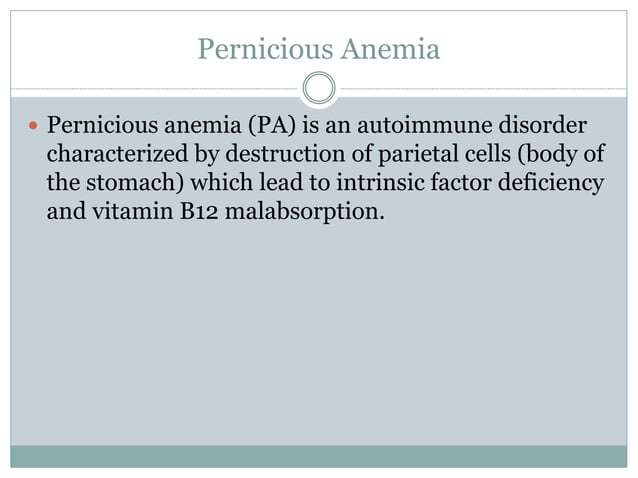 Pernicious Anemia
• Pernicious anemia (PA) is an autoimmune disorder
characterized by destruction of parietal cells (body of
the stomach) which lead to intrinsic factor deficiency
and vitamin B12 malabsorption.